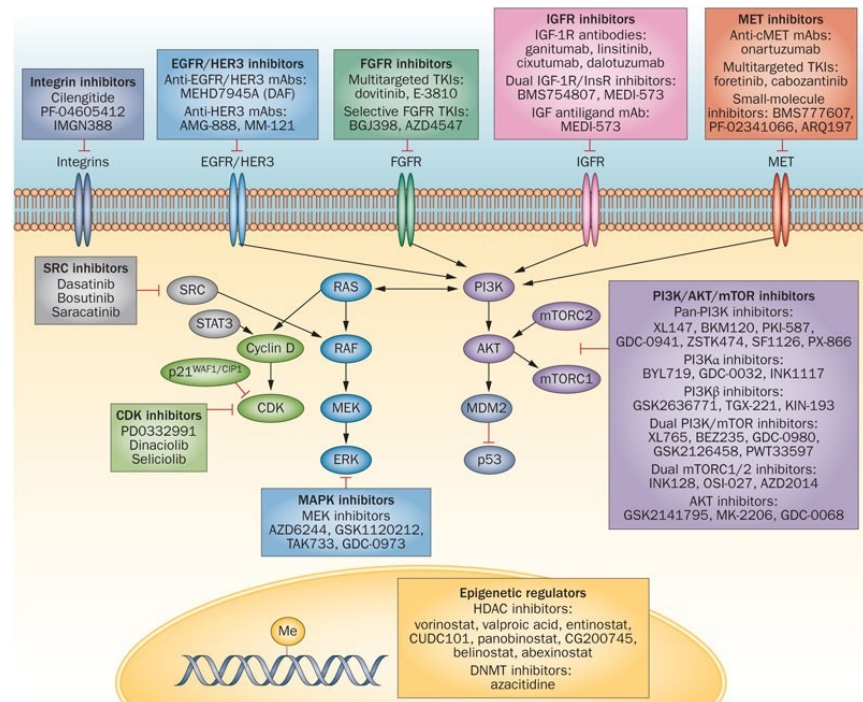 Integrin inhibitors
Cilengitide
PF-04605412
IMGN388
Integrins
EGFR/HER3 inhibitors
Anti-EGFR/HER3 mAbs:
MEHD7945A (DAF)
Anti-HER3 mAbs:
AMG-888, MM-121
EGFR/HER3
FGFR inhibitors
Multitargeted TKIs:
dovitinib, E-3810
Selective FGFR TKIs:
BGJ398, AZD4547
FGFR
IGFR inhibitors
IGF-1R antibodies:
ganitumab, linsitinib,
cixutumab, dalotuzumab
Dual IGF-1R/InsR inhibitors:
BMS754807, MEDI-573
IGF antiligand mAb:
MEDI-573
IGFR
MET inhibitors
Anti-cMET mAbs:
onartuzumab
Multitargeted TKIs:
foretinib, cabozantinib
Small-molecule
inhibitors: BMS777607,
PF-02341066, ARQ197
MET
SRC inhibitors
Dasatinib
Bosutinib
Saracatinib
SRC
STAT3
p21WAF1/CIP1
Cyclin D
CDK
CDK inhibitors
PD0332991
Dinaciolib
Seliciolib
RAS
RAF
MEK
ERK
MAPK inhibitors
MEK inhibitors
AZD6244, GSK1120212,
TAK733, GDC-0973
PI3K
AKT
MDM2
p53
mTORC2
mTORC1
PI3K/AKT/mTOR inhibitors
Pan-PI3K inhibitors:
XL147, BKM120, PKI-587,
GDC-0941, ZSTK474, SF1126, PX-866
PI3Kα inhibitors:
BYL719, GDC-0032, INK1117
PI3Kβ inhibitors:
GSK2636771, TGX-221, KIN-193
Dual PI3K/mTOR inhibitors:
XL765, BEZ235, GDC-0980,
GSK2126458, PWT33597
Dual mTORC1/2 inhibitors:
INK128, OSI-027, AZD2014
AKT inhibitors:
GSK2141795, MK-2206, GDC-0068
Me
Epigenetic regulators
HDAC inhibitors:
vorinostat, valproic acid, entinostat,
CUDC101, panobinostat, CG200745,
belinostat, abexinostat
DNMT inhibitors:
azacitidine